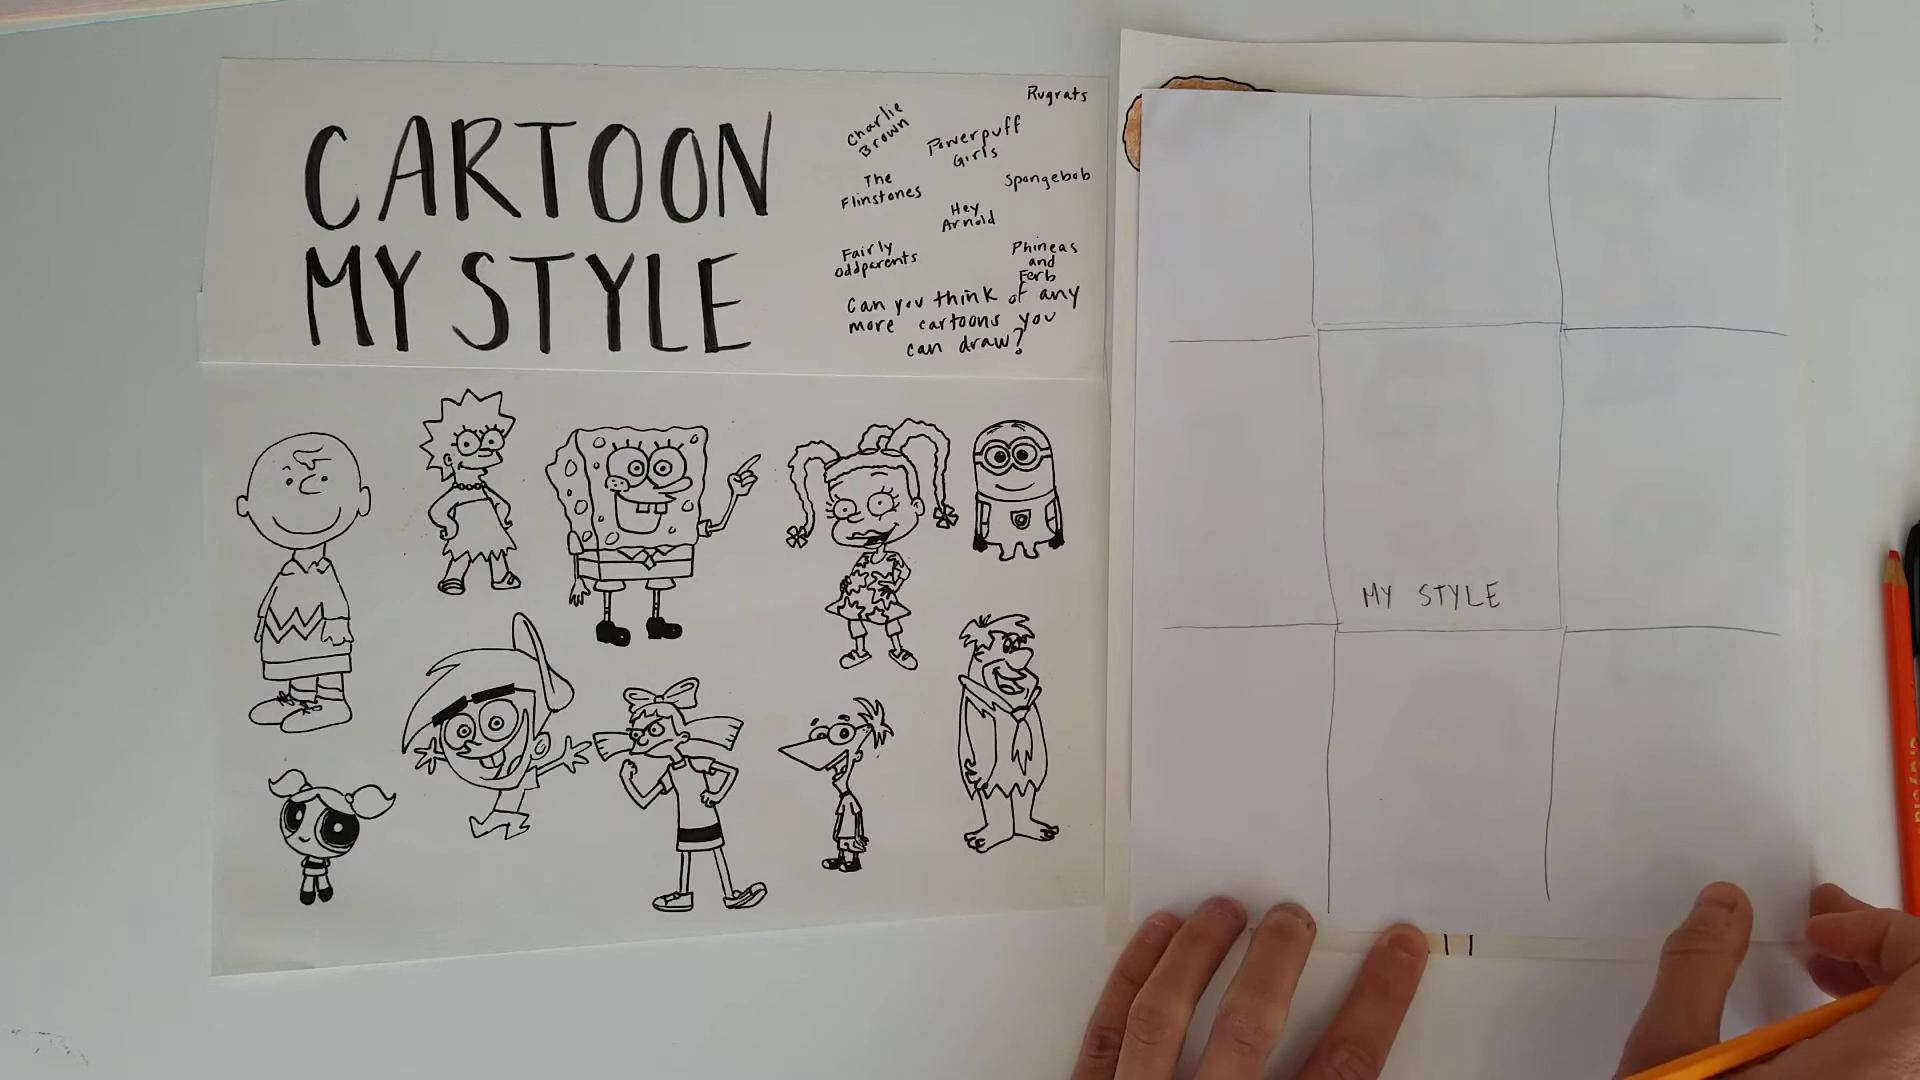 CARTOON
MY STYLE
Rugrats
Charlie
Brown
Powerpuff
Girls
The
Flinstones
Spongebob
Hey
Arnold
Fairly
Oddparents
Phineas
and
Ferb
Can you think of any
more cartoons you
can draw?
MY STYLE